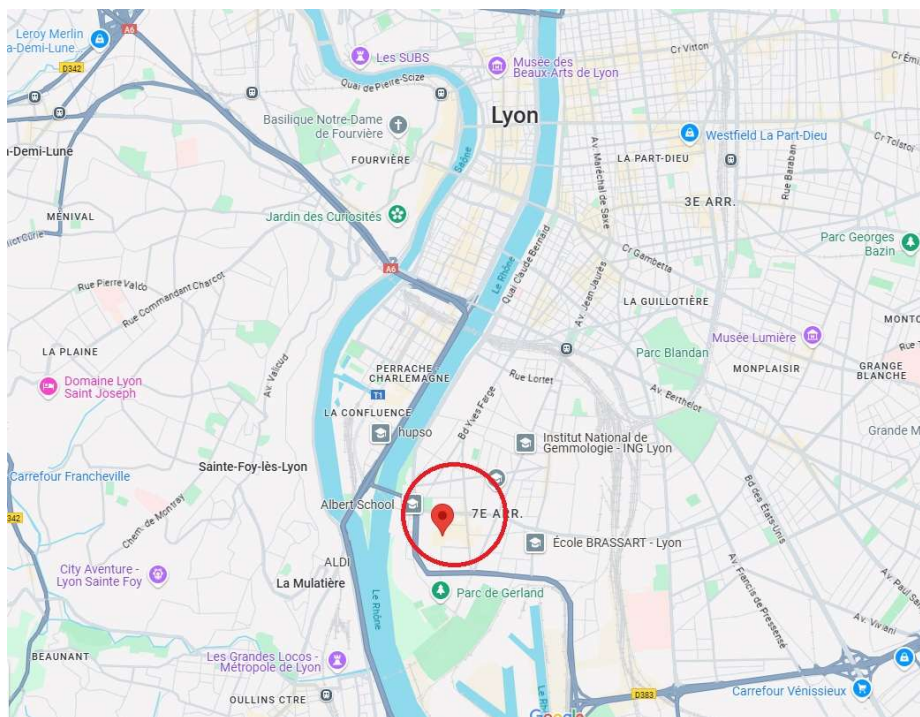 Leroy Merlin
a-Demi-Lune
A6
D342
Les SUBS
Quai de Pierre-Scize
Musée des
Beaux-Arts de Lyon
Cr Vitton
Lyon
Basilique Notre-Dame
de Fourvière
FOURVIÈRE
Saône
Av. Maréchal de Saxe
Westfield La Part-Dieu
LA PART-DIEU
Cr Tolstoï
Rue Baraban
3E ARR.
a-Demi-Lune
MÉNIVAL
Jardin des Curiosités
Le Rhône
Quai Claude Bernard
Cr Gambetta
Parc Georges
Bazin
A6
Rue Pierre Valdo
Rue Commandant Charcot
Av. Jean Jaurès
LA GUILLOTIÈRE
Musée Lumière
LA PLAINE
Av. Valioud
PERRACHE
CHARLEMAGNE
Rue Lortet
Parc Blandan
MONPLAISIR
GRANGE
BLANCHE
Domaine Lyon
Saint Joseph
T1
LA CONFLUENCE
Bd Yves Farge
Av. Berthelot
hupso
Institut National de
Gemmologie - ING Lyon
Sainte-Foy-lès-Lyon
Carrefour Francheville
Chem. de Montray
Albert School
7E ARR.
Bd des États-Unis
École BRASSART - Lyon
ALDI
City Aventure -
Lyon Sainte Foy
La Mulatière
Le Rhône
Parc de Gerland
Av. Francis de Pressensé
Av. Viviani
BEAUNANT
Les Grandes Locos -
Métropole de Lyon
OULLINS CTRE
D383
Carrefour Vénissieux
Google